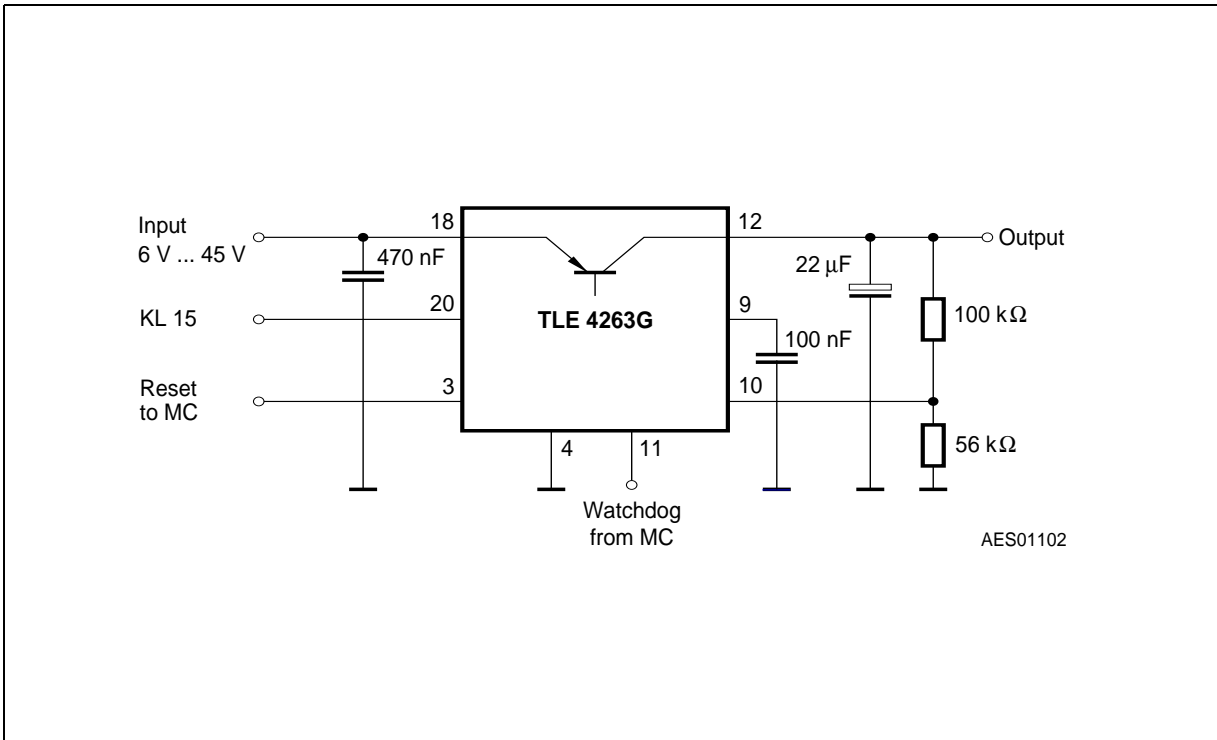 Input
6 V ... 45 V
18
470 nF
12
Output
22 µF
KL 15
20
TLE 4263G
9
100 nF
100 kΩ
Reset
to MC
3
10
4
11
56 kΩ
Watchdog
from MC
AES01102